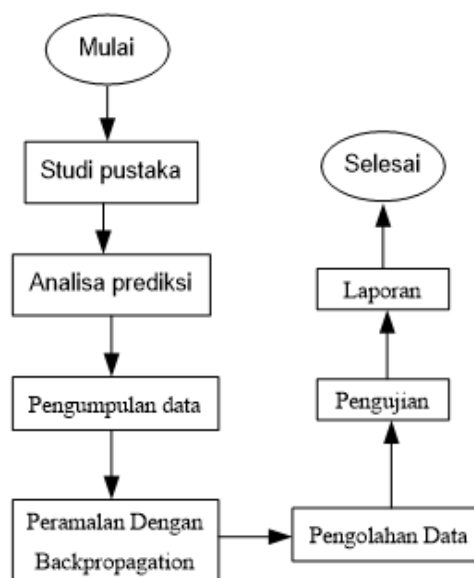 Mulai
Studi pustaka
Analisa prediksi
Pengumpulan data
Peramalan Dengan
Backpropagation
Pengolahan Data
Pengujian
Laporan
Selesai